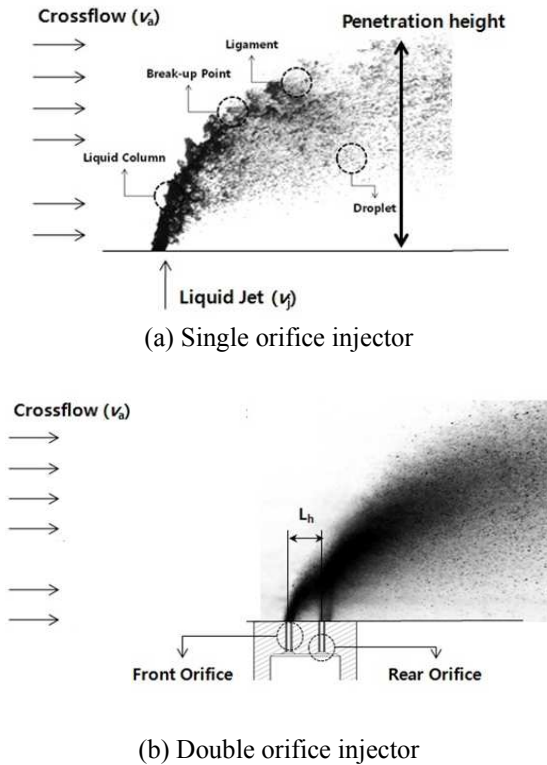 Crossflow (vₐ)
Penetration height
Ligament
Break-up Point
Liquid Column
Droplet
Liquid Jet (vⱼ)
(a) Single orifice injector
Crossflow (vₐ)
Lₕ
Front Orifice
Rear Orifice
(b) Double orifice injector